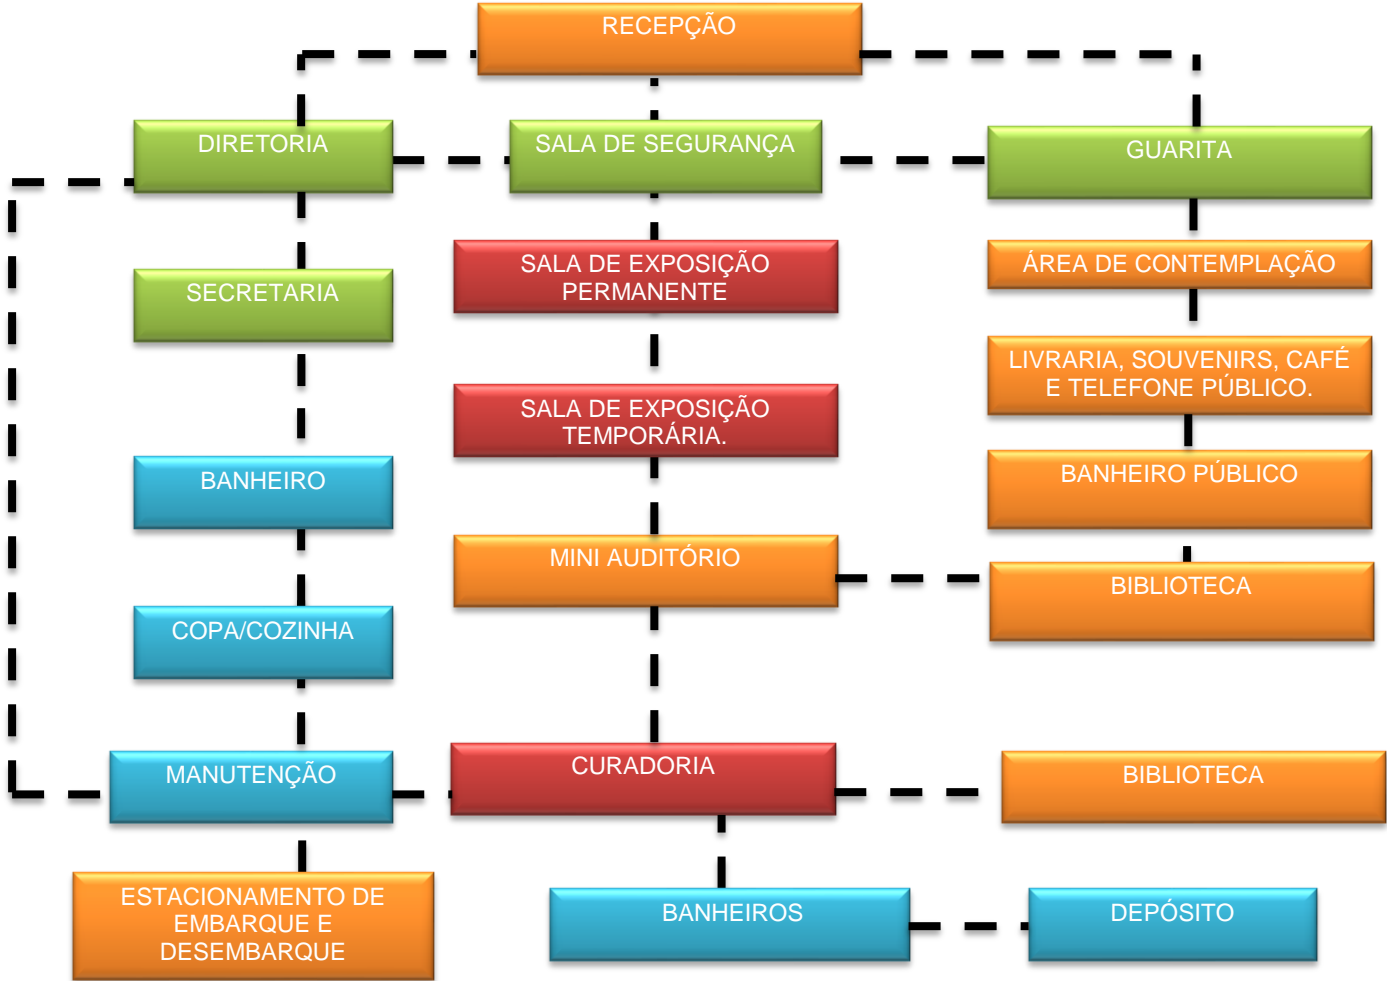 RECEPÇÃO
DIRETORIA
SALA DE SEGURANÇA
GUARITA
SECRETARIA
SALA DE EXPOSIÇÃO
PERMANENTE
ÁREA DE CONTEMPLAÇÃO
LIVRARIA, SOUVENIRS, CAFÉ
E TELEFONE PÚBLICO.
SALA DE EXPOSIÇÃO
TEMPORÁRIA.
BANHEIRO
BANHEIRO PÚBLICO
MINI AUDITÓRIO
BIBLIOTECA
COPA/COZINHA
MANUTENÇÃO
CURADORIA
BIBLIOTECA
ESTACIONAMENTO DE
EMBARQUE E
DESEMBARQUE
BANHEIROS
DEPÓSITO